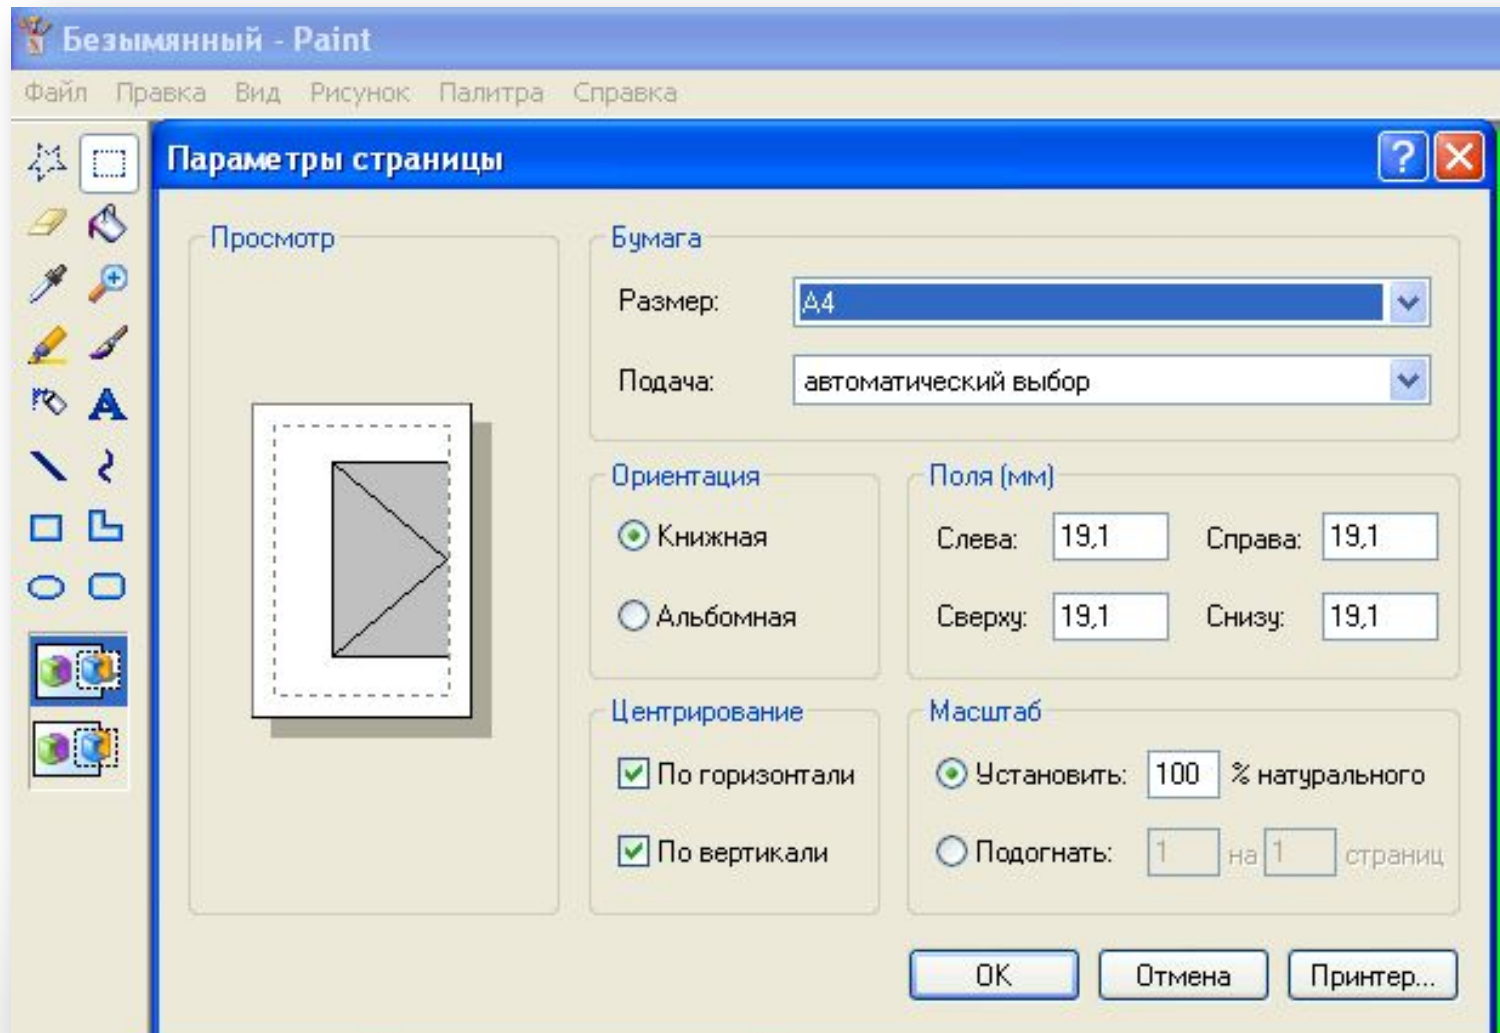 Безымянный - Paint
Файл Правка Вид Рисунок Палитра Справка
Параметры страницы
Просмотр
Бумага
Размер: A4
Подача: автоматический выбор
Ориентация
Книжная
Альбомная
Поля (мм)
Слева: 19,1 Справа: 19,1
Сверху: 19,1 Снизу: 19,1
Центрирование
По горизонтали
По вертикали
Масштаб
Установить: 100 % натурального
Подогнать: 1 на 1 страниц
ОК Отмена Принтер...